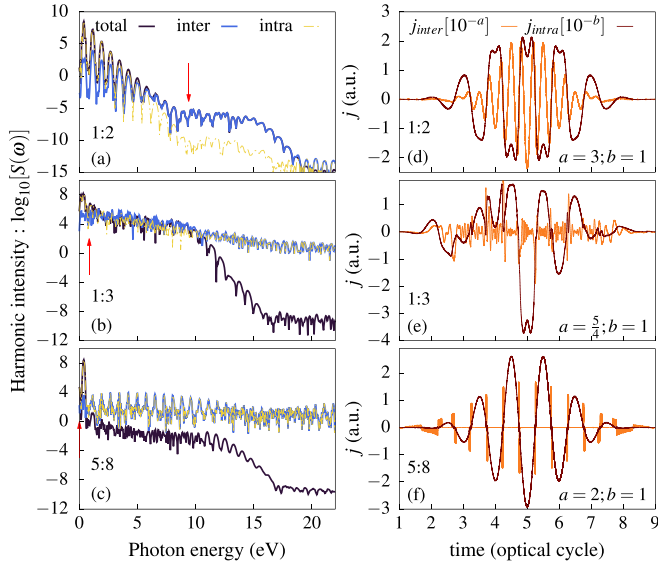 total inter intra
10
5
0
−5
−10
−15
1:2
(a)
8
4
0
−4
−8
−12
1:3
(b)
8
4
0
−4
−8
−12
5:8
(c)
0 5 10 15 20
Photon energy (eV)
Harmonic intensity : log₁₀[S(ω)]
j_inter[10⁻ᵃ] j_intra[10⁻ᵇ]
3
2
1
0
−1
−2
j (a.u.)
1:2
(d)
a = 3; b = 1
1
0
−1
−2
−3
j (a.u.)
1:3
(e)
a = 5/4; b = 1
2
1
0
−1
−2
−3
j (a.u.)
5:8
(f)
a = 2; b = 1
1 2 3 4 5 6 7 8 9
time (optical cycle)